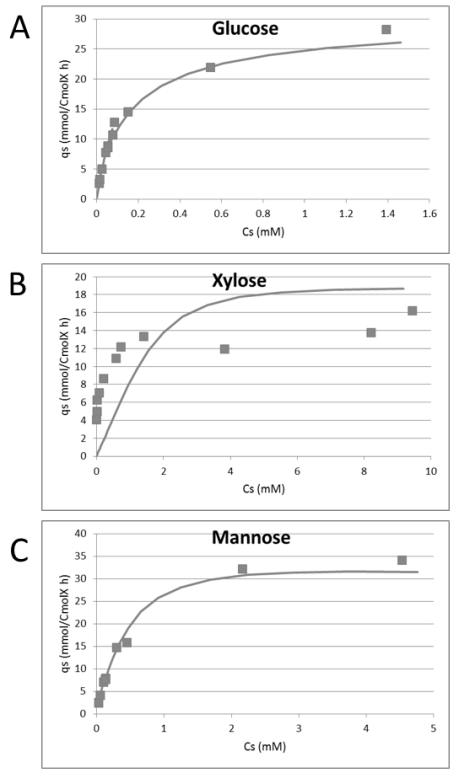 A
Glucose
qs (mmol/CmolX h)
30
25
20
15
10
5
0
0 0.2 0.4 0.6 0.8 1 1.2 1.4 1.6
Cs (mM)
B
Xylose
qs (mmol/CmolX h)
20
18
16
14
12
10
8
6
4
2
0
0 2 4 6 8 10
Cs (mM)
C
Mannose
qs (mmol/CmolX h)
40
35
30
25
20
15
10
5
0
0 1 2 3 4 5
Cs (mM)